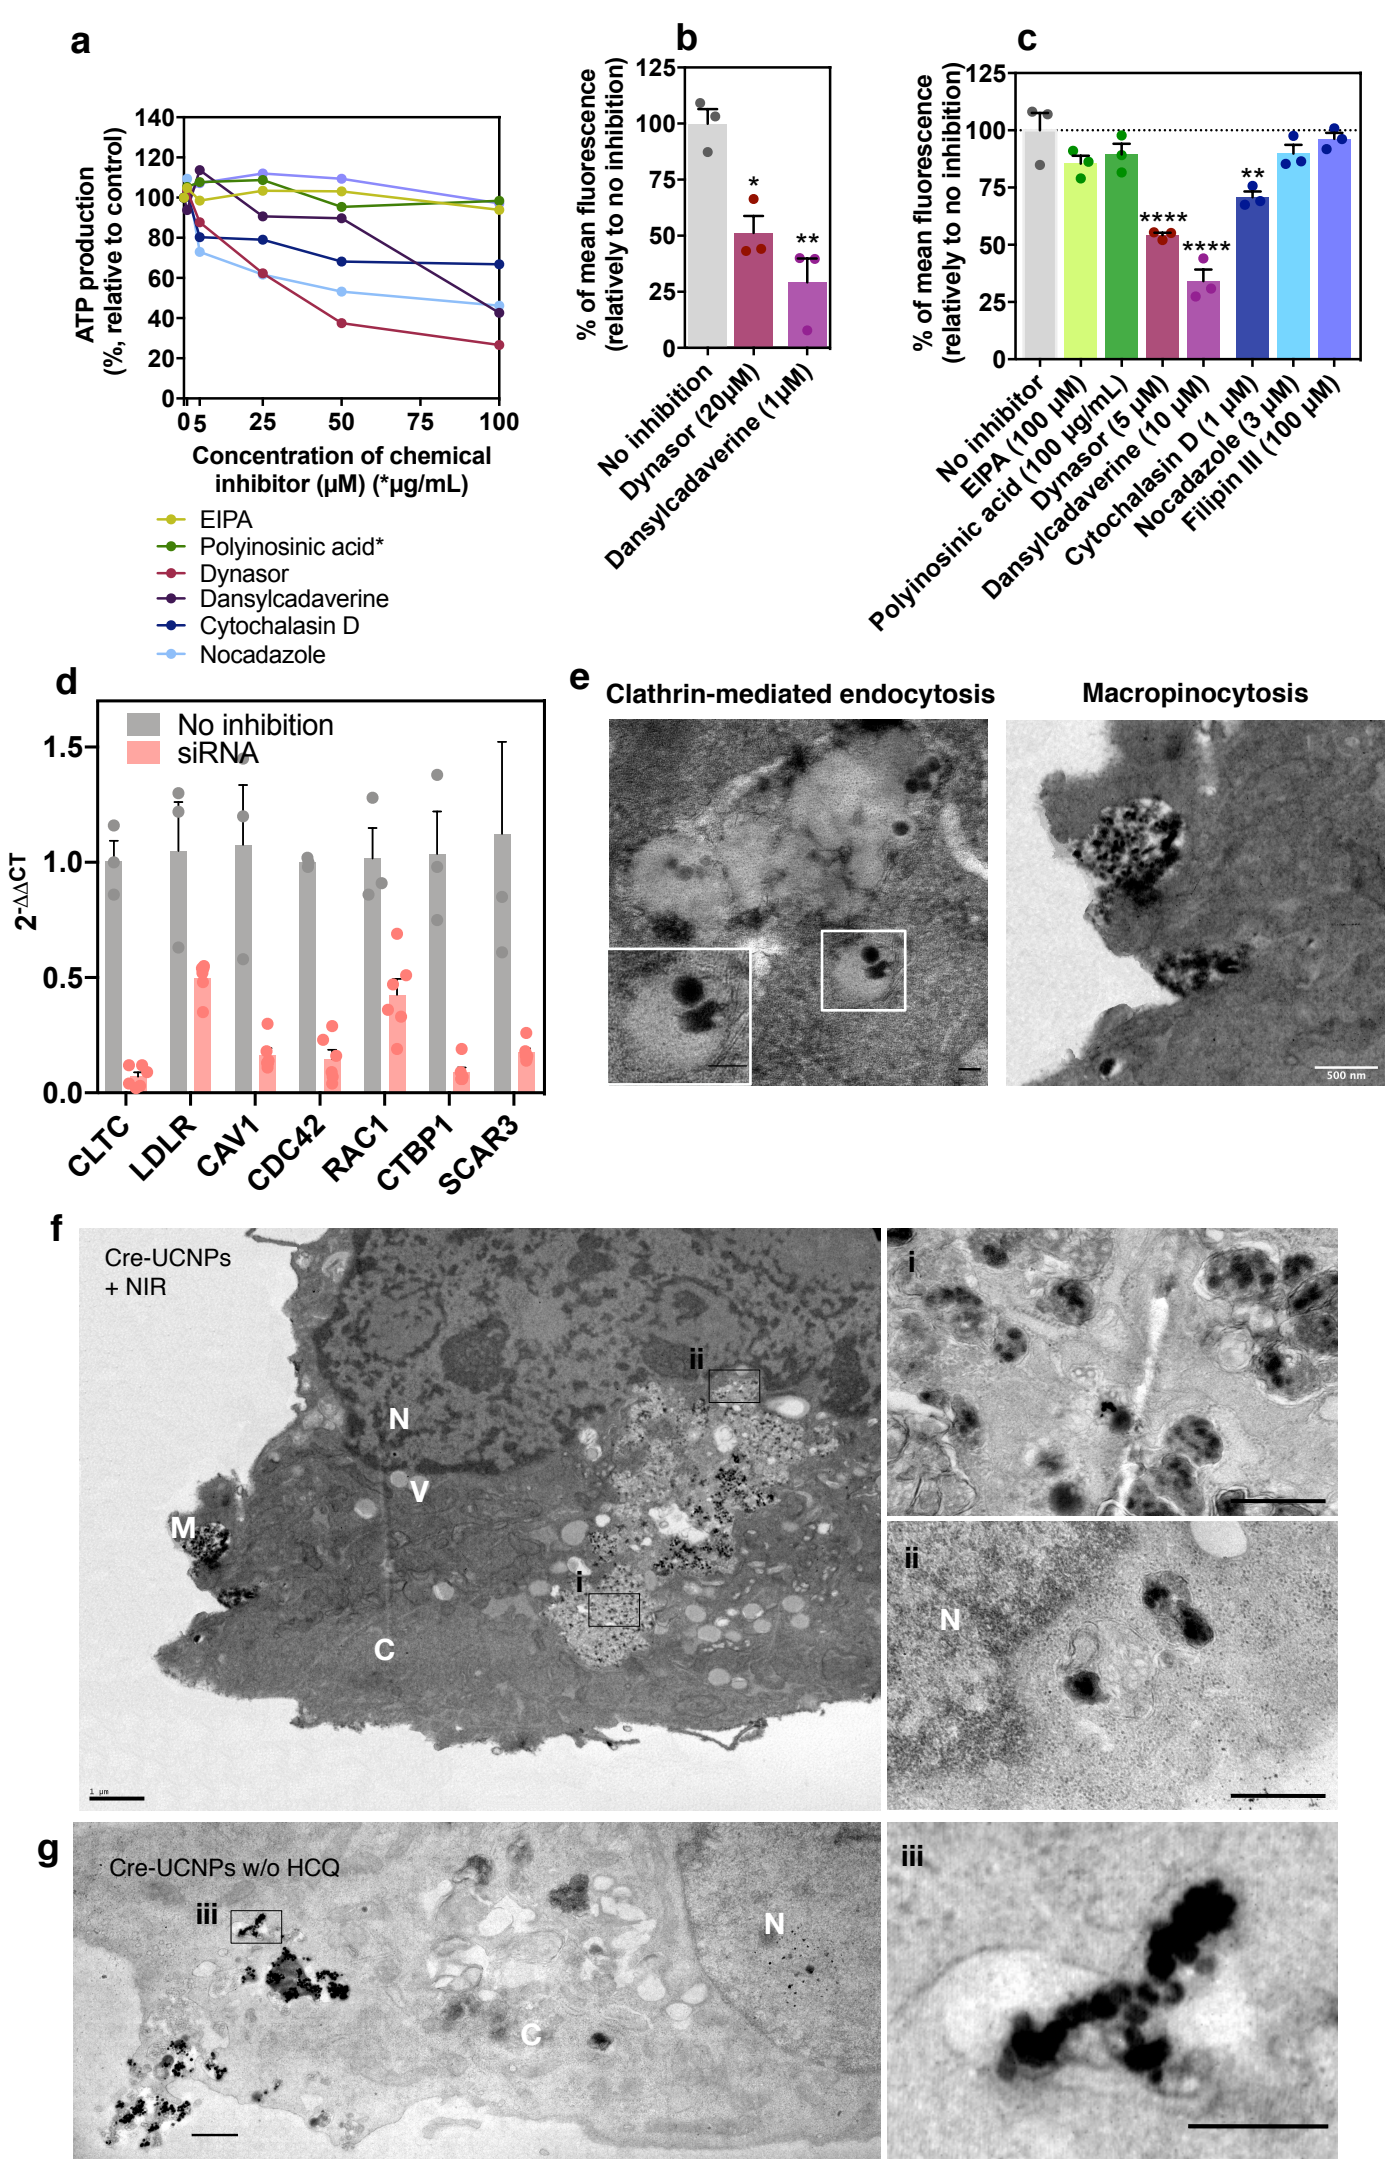 a
ATP production
(%, relative to control)
140
120
100
80
60
40
20
0
0 5 25 50 75 100
Concentration of chemical
inhibitor (µM) (*µg/mL)
EIPA
Polyinosinic acid*
Dynasor
Dansylcadaverine
Cytochalasin D
Nocadazole
b
% of mean fluorescence
(relatively to no inhibition)
125
100
75
50
25
0
*
**
No inhibition
Dynasor (20µM)
Dansylcadaverine (1µM)
c
% of mean fluorescence
(relatively to no inhibition)
125
100
75
50
25
0
****
****
**
No inhibitor
EIPA (100 µM)
Polyinosinic acid (100 µg/mL)
Dynasor (5 µM)
Dansylcadaverine (10 µM)
Cytochalasin D (1 µM)
Nocadazole (3 µM)
Filipin III (100 µM)
d
2-ΔΔCT
1.5
1.0
0.5
0.0
No inhibition
siRNA
CLTC
LDLR
CAV1
CDC42
RAC1
CTBP1
SCAR3
e
Clathrin-mediated endocytosis
Macropinocytosis
500 nm
f
Cre-UCNPs
+ NIR
ii
N
V
M
i
C
1 µm
i
ii
N
g
Cre-UCNPs w/o HCQ
iii
N
C
iii